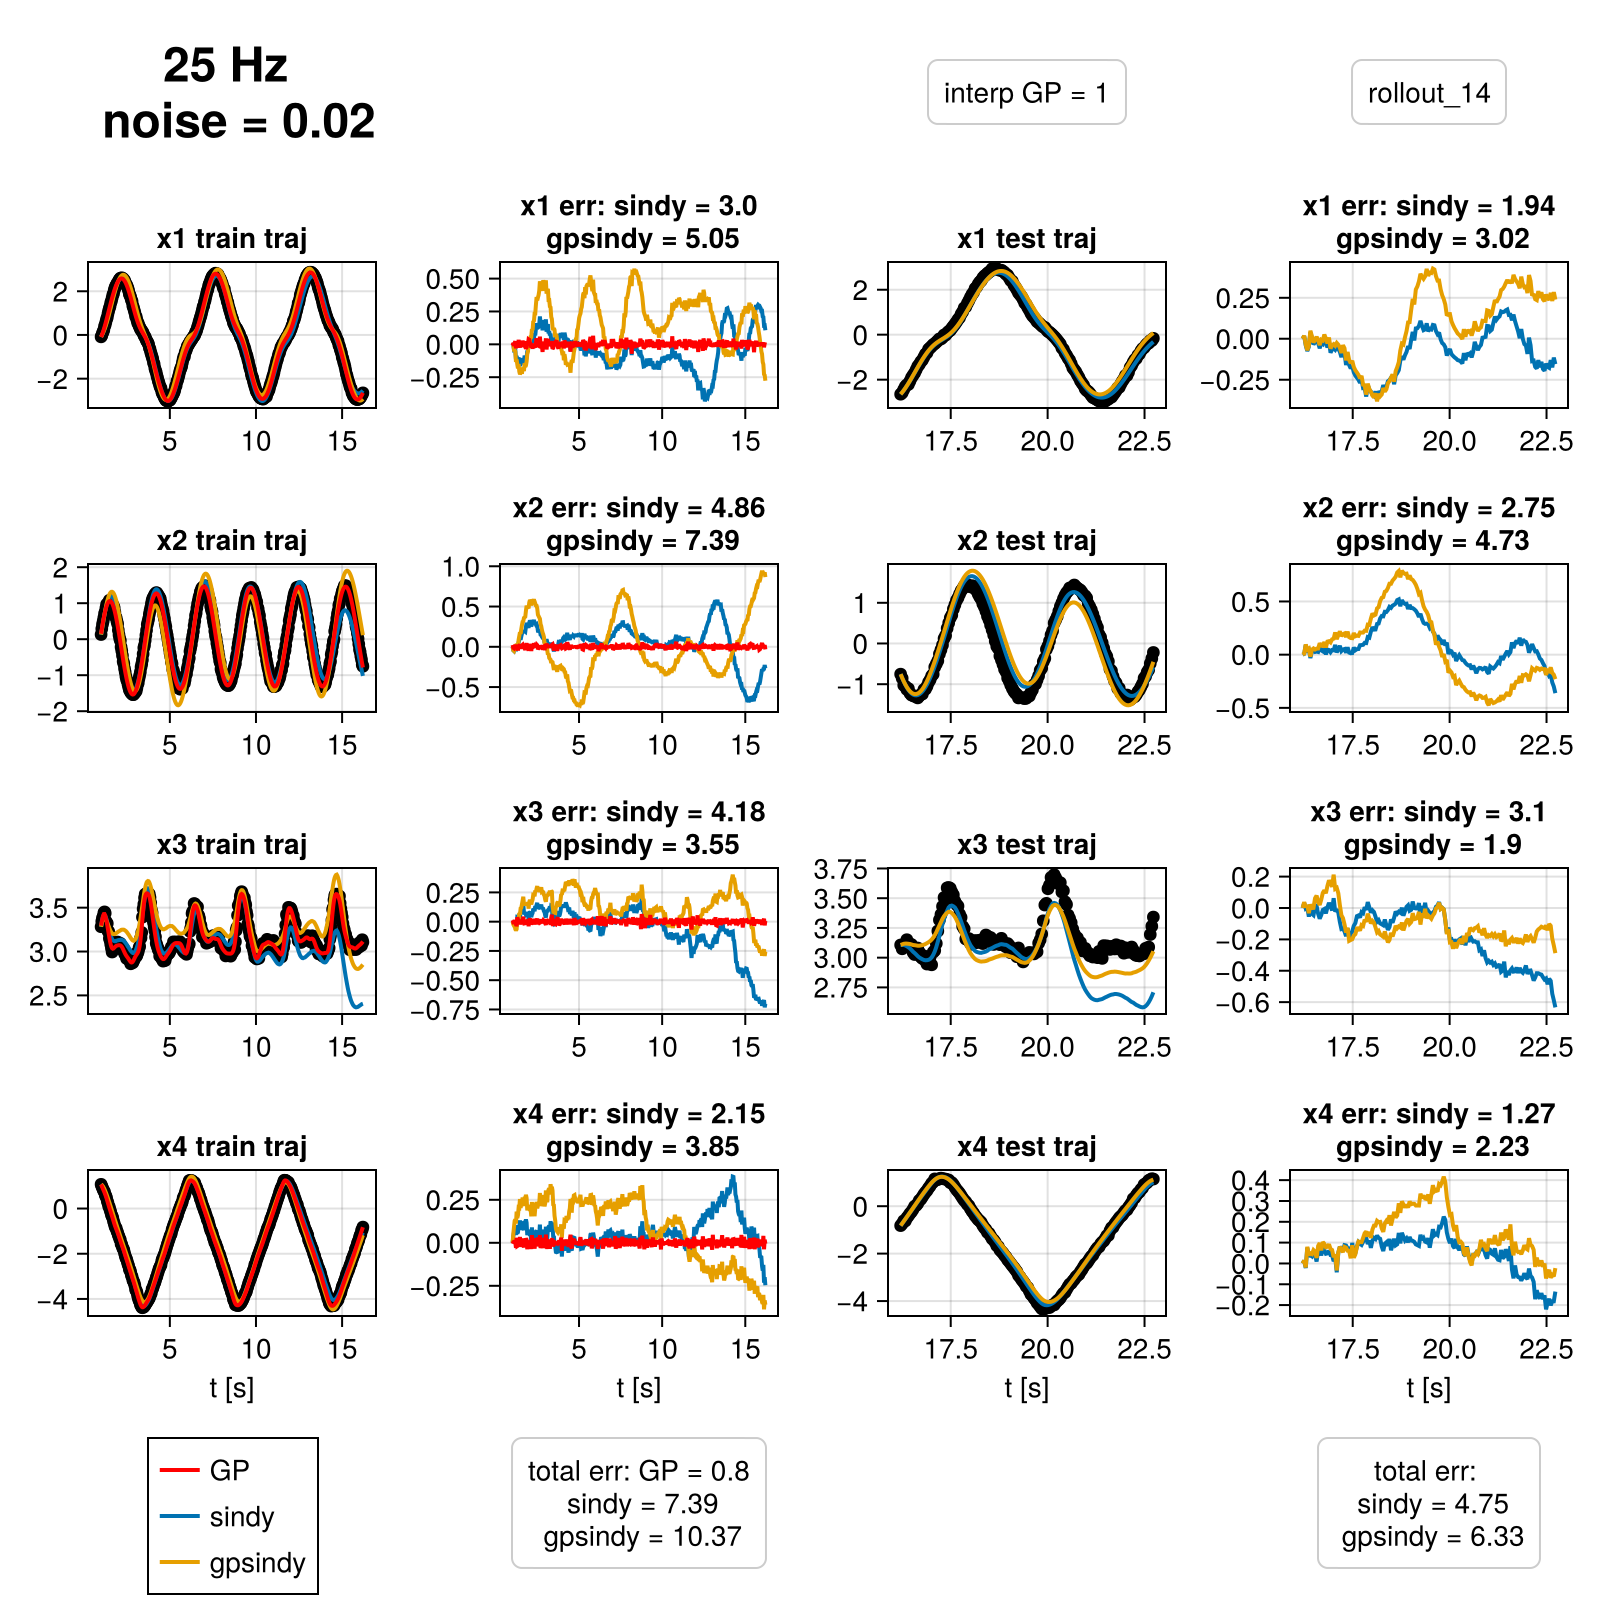 25 Hz
noise = 0.02
interp GP = 1
rollout_14
x1 train traj
2
0
−2
5
10
15
x1 err: sindy = 3.0
gpsindy = 5.05
0.50
0.25
0.00
−0.25
5
10
15
x1 test traj
2
0
−2
17.5
20.0
22.5
x1 err: sindy = 1.94
gpsindy = 3.02
0.25
0.00
−0.25
17.5
20.0
22.5
x2 train traj
2
1
0
−1
−2
5
10
15
x2 err: sindy = 4.86
gpsindy = 7.39
1.0
0.5
0.0
−0.5
5
10
15
x2 test traj
1
0
−1
17.5
20.0
22.5
x2 err: sindy = 2.75
gpsindy = 4.73
0.5
0.0
−0.5
17.5
20.0
22.5
x3 train traj
3.5
3.0
2.5
5
10
15
x3 err: sindy = 4.18
gpsindy = 3.55
0.25
0.00
−0.25
−0.50
−0.75
5
10
15
x3 test traj
3.75
3.50
3.25
3.00
2.75
17.5
20.0
22.5
x3 err: sindy = 3.1
gpsindy = 1.9
0.2
0.0
−0.2
−0.4
−0.6
17.5
20.0
22.5
x4 train traj
0
−2
−4
5
10
15
t [s]
x4 err: sindy = 2.15
gpsindy = 3.85
0.25
0.00
−0.25
5
10
15
t [s]
x4 test traj
0
−2
−4
17.5
20.0
22.5
t [s]
x4 err: sindy = 1.27
gpsindy = 2.23
0.4
0.3
0.2
0.1
0.0
−0.1
−0.2
17.5
20.0
22.5
t [s]
GP
sindy
gpsindy
total err: GP = 0.8
sindy = 7.39
gpsindy = 10.37
total err:
sindy = 4.75
gpsindy = 6.33